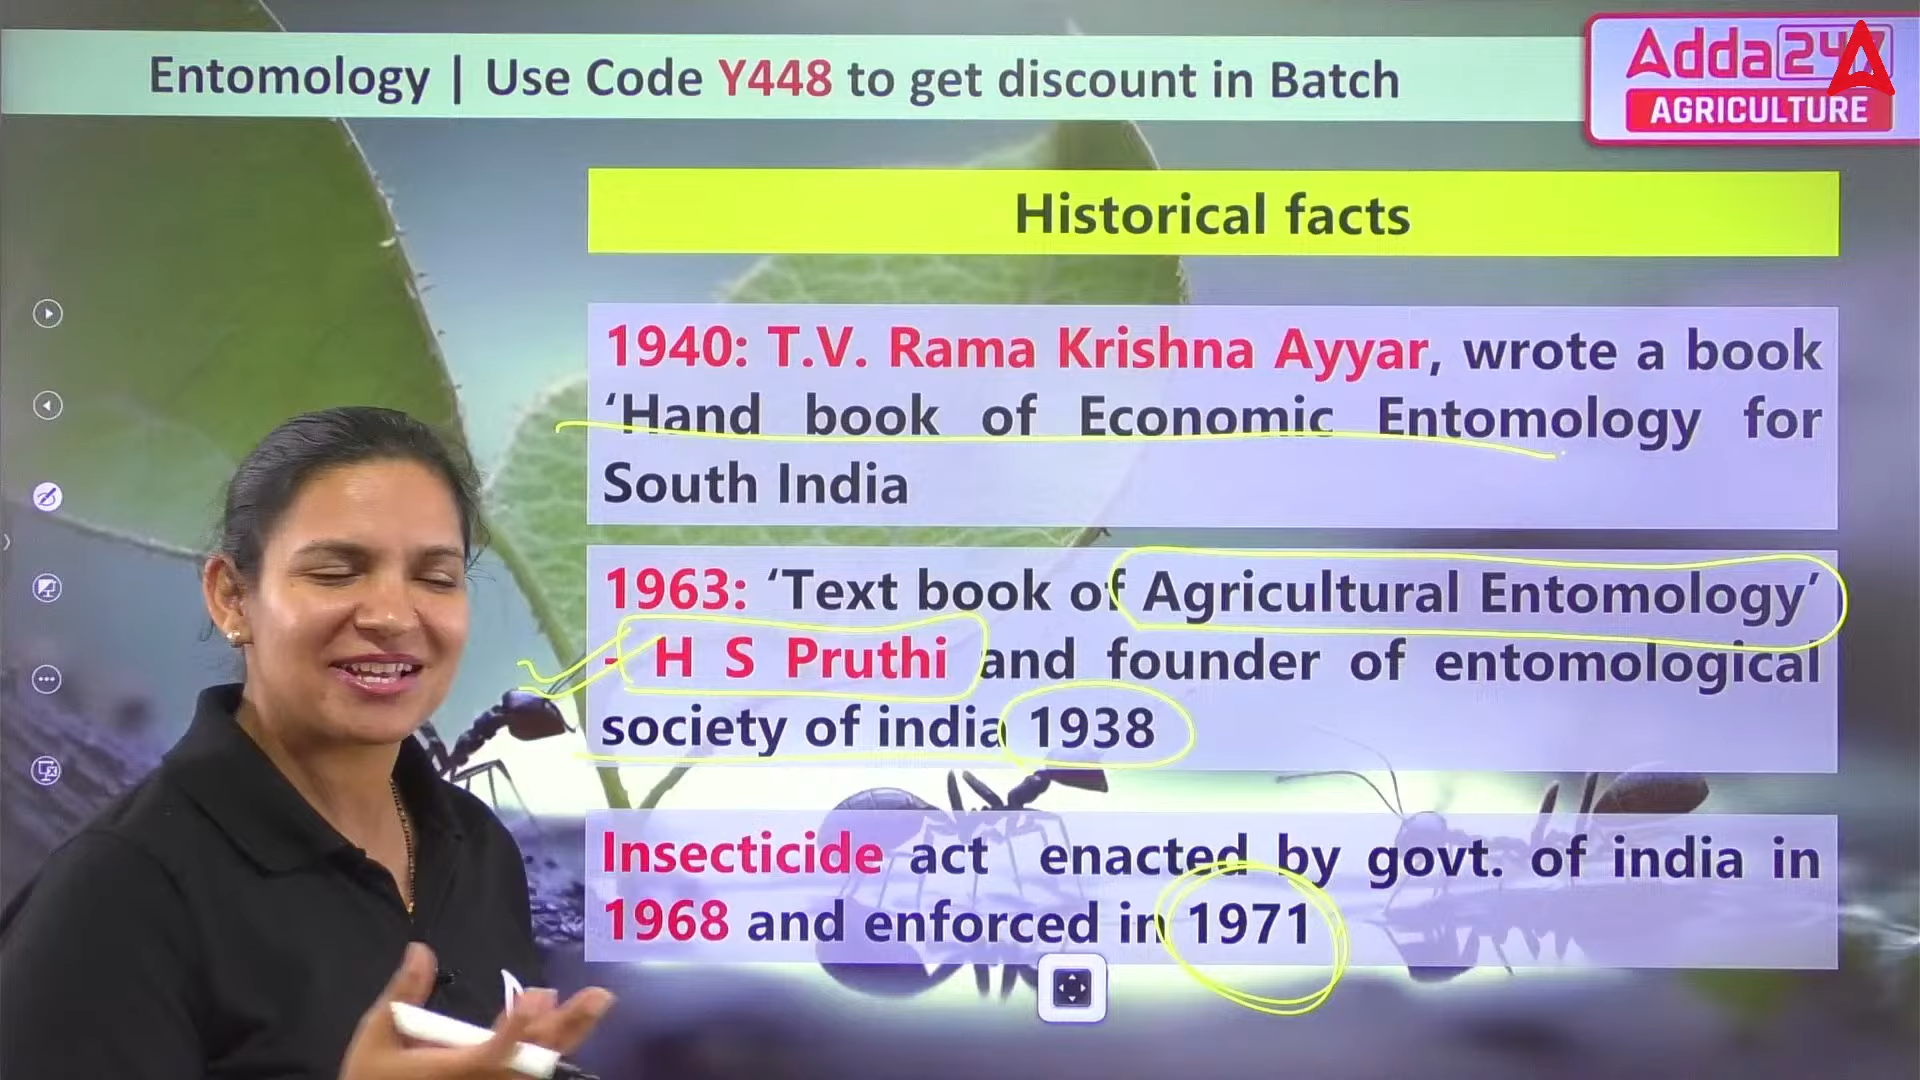 Entomology | Use Code Y448 to get discount in Batch
Adda247
AGRICULTURE
Historical facts
1940: T.V. Rama Krishna Ayyar, wrote a book
‘Hand book of Economic Entomology for
South India
1963: ‘Text book of Agricultural Entomology’
- H S Pruthi and founder of entomological
society of india 1938
Insecticide act enacted by govt. of india in
1968 and enforced in 1971